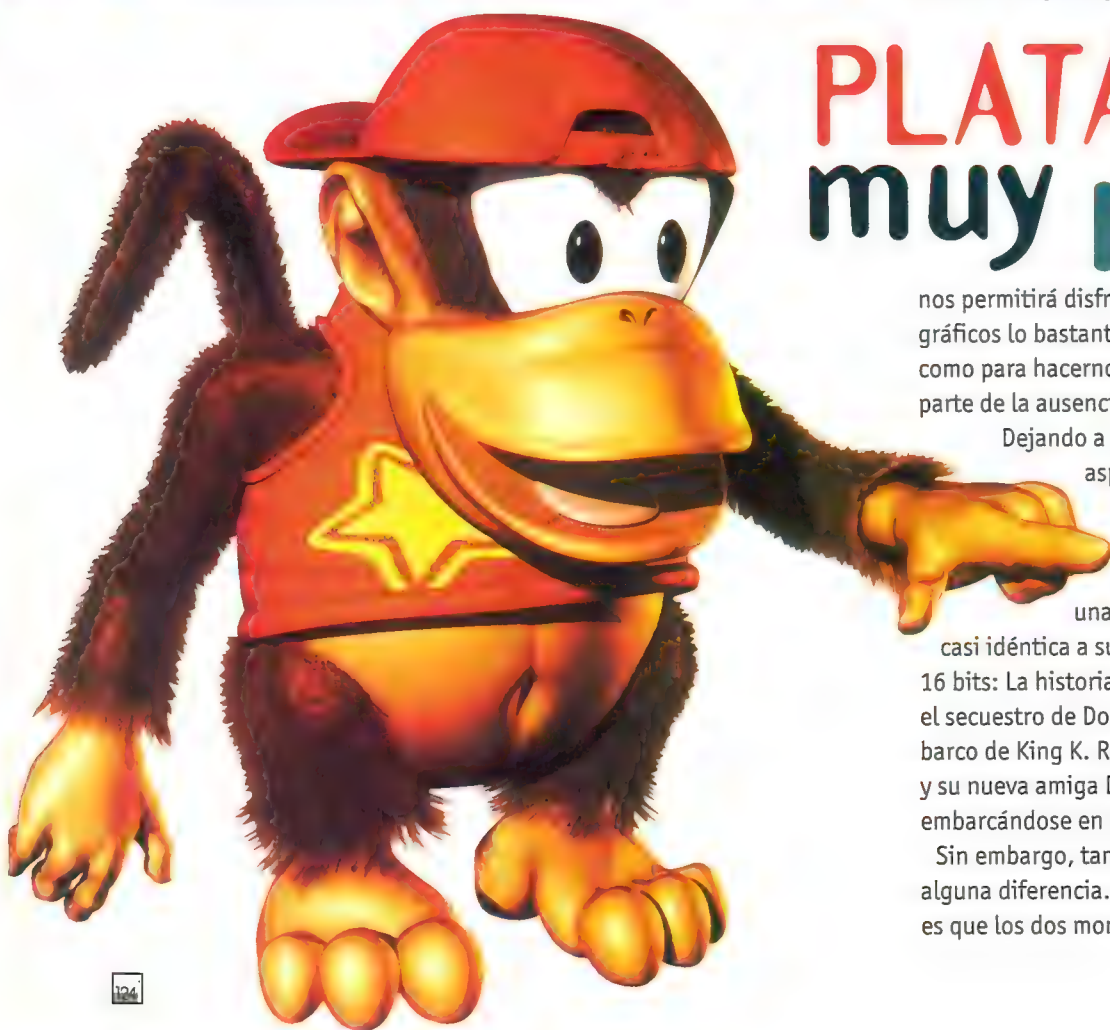 PLATA
muy
nos permitirá disfr
gráficos lo bastant
como para hacerno
parte de la ausenc
Dejando a
asp
una
casi idéntica a su
16 bits: La historia
el secuestro de Do
barco de King K. R
y su nueva amiga D
embarcándose en
Sin embargo, tam
alguna diferencia.
es que los dos mon
124